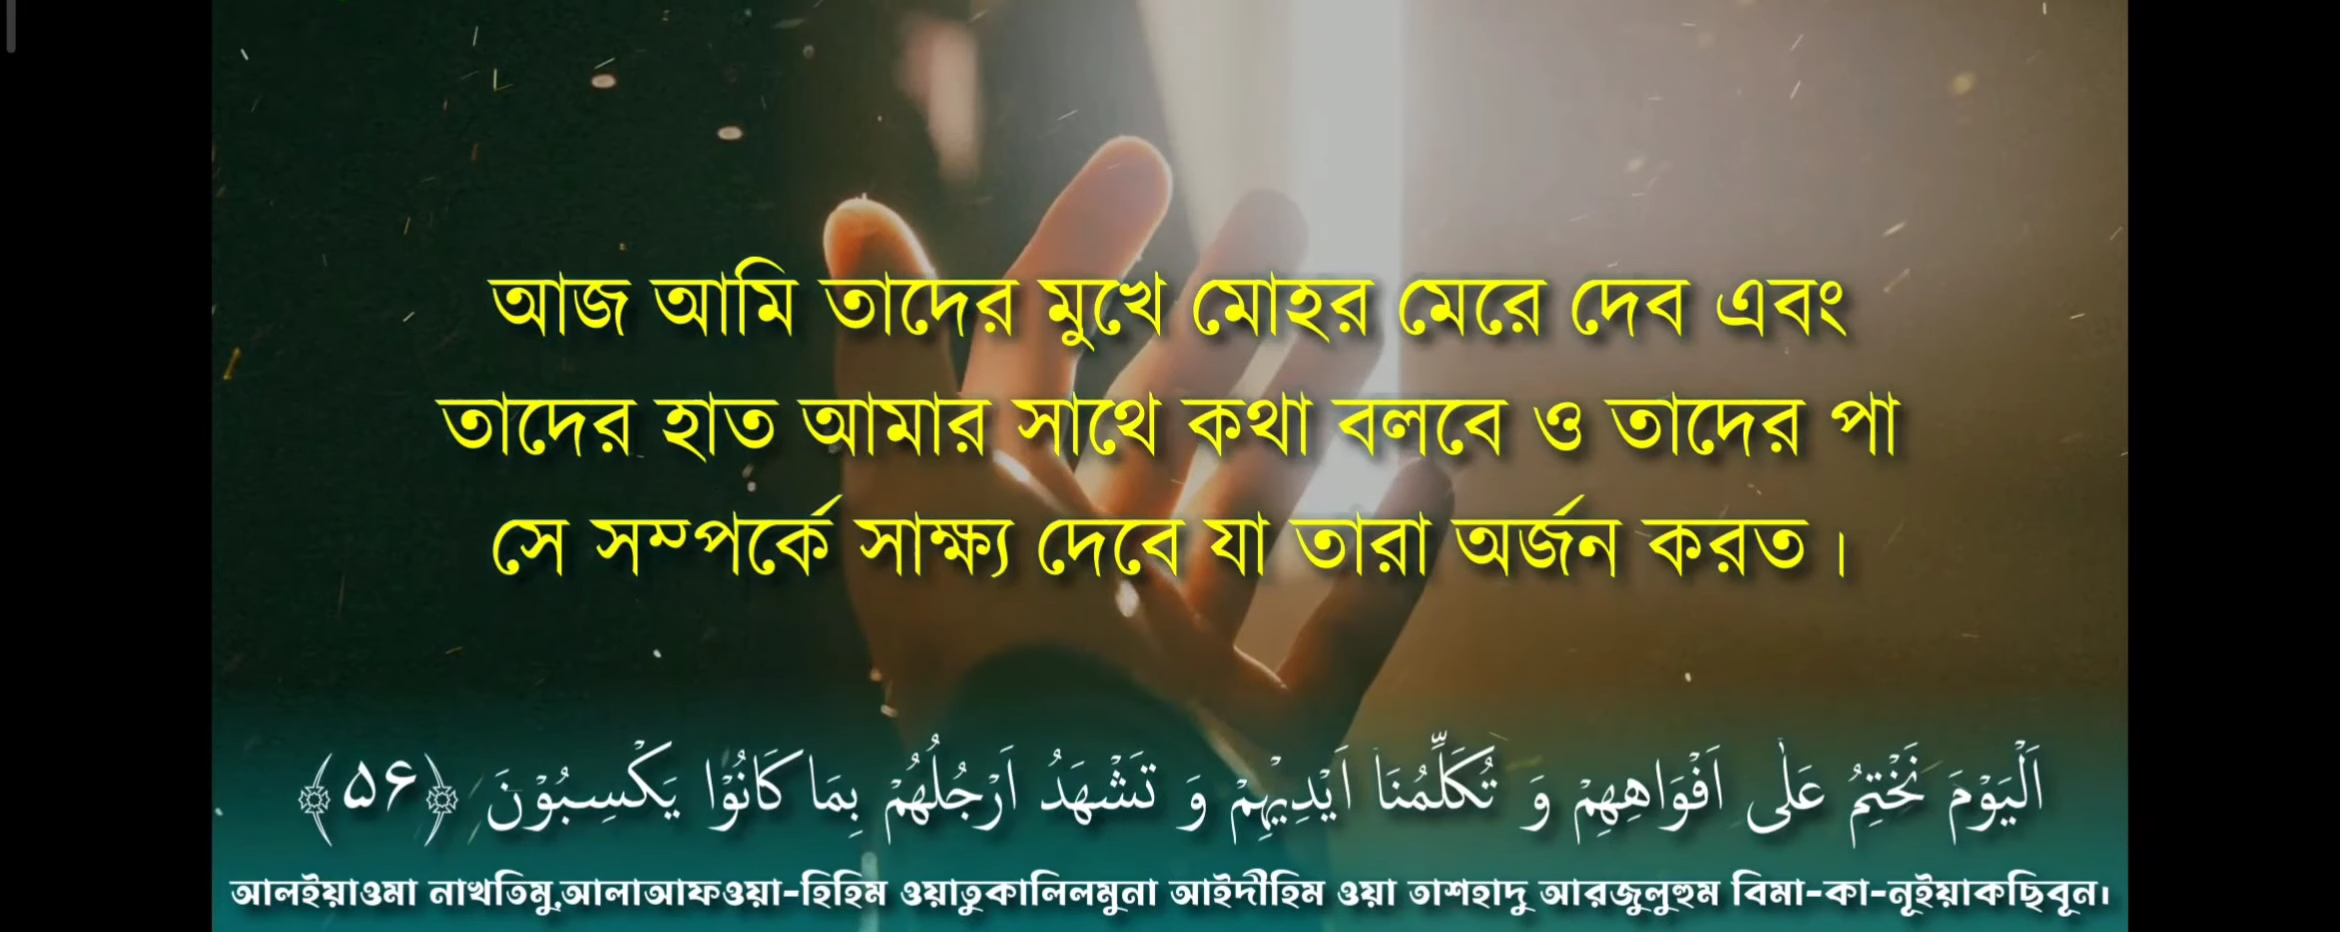 আজ আমি তাদের মুখে মোহর মেরে দেব এবং
তাদের হাত আমার সাথে কথা বলবে ও তাদের পা
সে সম্পর্কে সাক্ষ্য দেবে যা তারা অর্জন করত।
اَلْيَوْمَ نَخْتِمُ عَلٰى اَفْوَاهِهِمْ وَ تُكَلِّمُنَا اَيْدِيْهِمْ وَ تَشْهَدُ اَرْجُلُهُمْ بِمَا كَانُوْا يَكْسِبُوْنَ ﴿۵۶﴾
আলইয়াওমা নাখতিমু,আলাআফওয়া-হিহিম ওয়াতুকালিলমুনা আইদীহিম ওয়া তাশহাদু আরজুলুহুম বিমা-কা-নূইয়াকছিবূন।